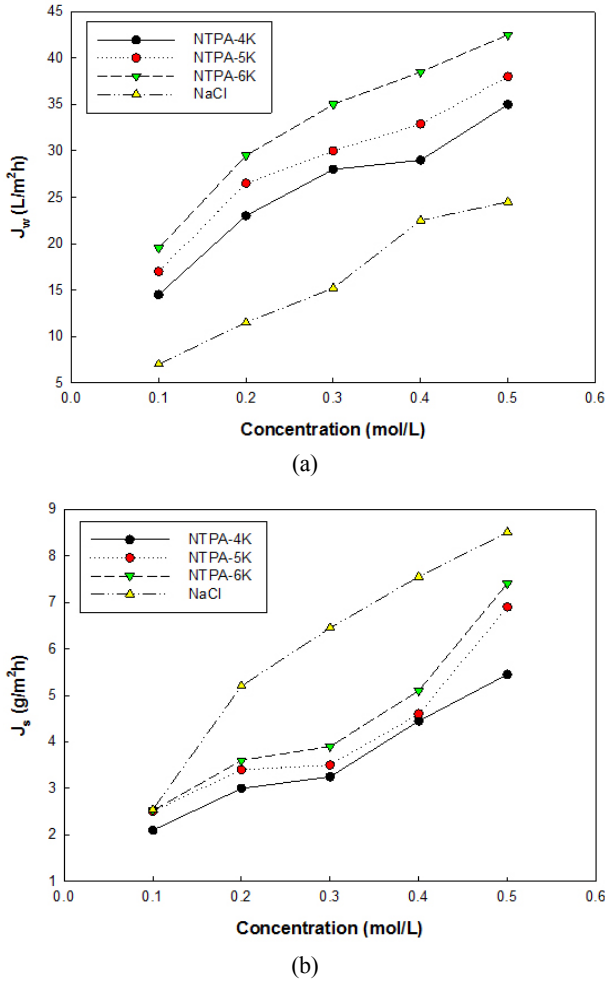 45
40
35
30
25
20
15
10
5
J_w (L/m²h)
NTPA-4K
NTPA-5K
NTPA-6K
NaCl
0.0 0.1 0.2 0.3 0.4 0.5 0.6
Concentration (mol/L)
(a)
9
8
7
6
5
4
3
2
1
J_s (g/m²h)
NTPA-4K
NTPA-5K
NTPA-6K
NaCl
0.0 0.1 0.2 0.3 0.4 0.5 0.6
Concentration (mol/L)
(b)